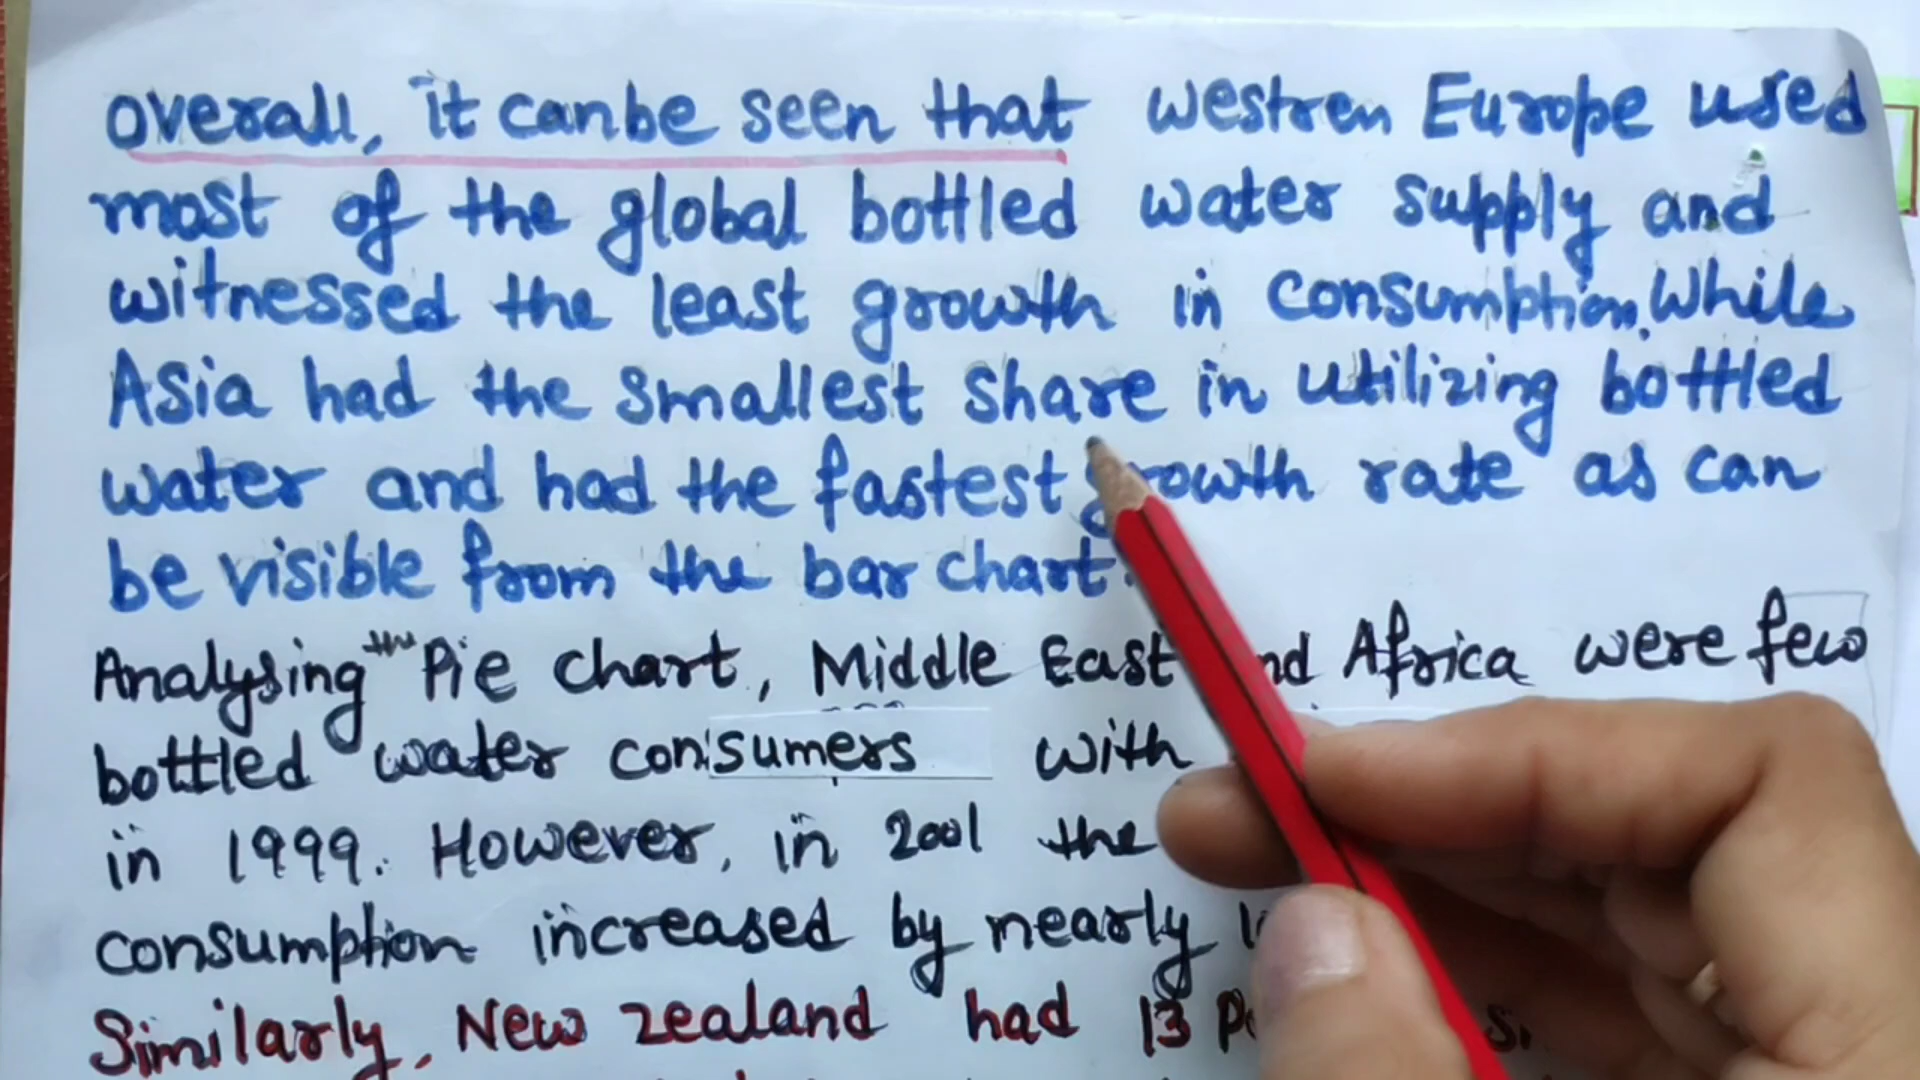 overall, it can be seen that westren Europe used
most of the global bottled water supply and
witnessed the least growth in consumption. While
Asia had the smallest share in utilizing bottled
water and had the fastest growth rate as can
be visible from the bar chart.
Analysing the Pie chart, Middle East and Africa were few
bottled water consumers with
in 1999. However, in 2001 the
consumption increased by nearly
Similarly, New zealand had 13